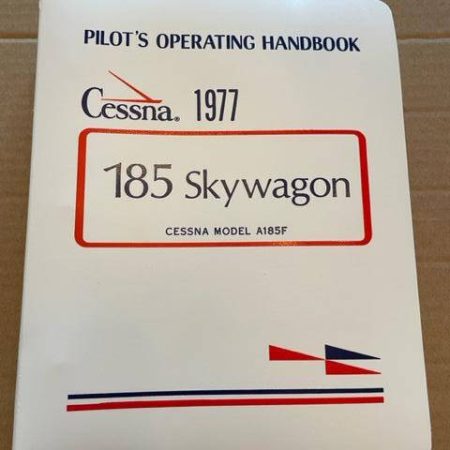 PILOT'S OPERATING HANDBOOK
Cessna® 1977
185 Skywagon
CESSNA MODEL A185F